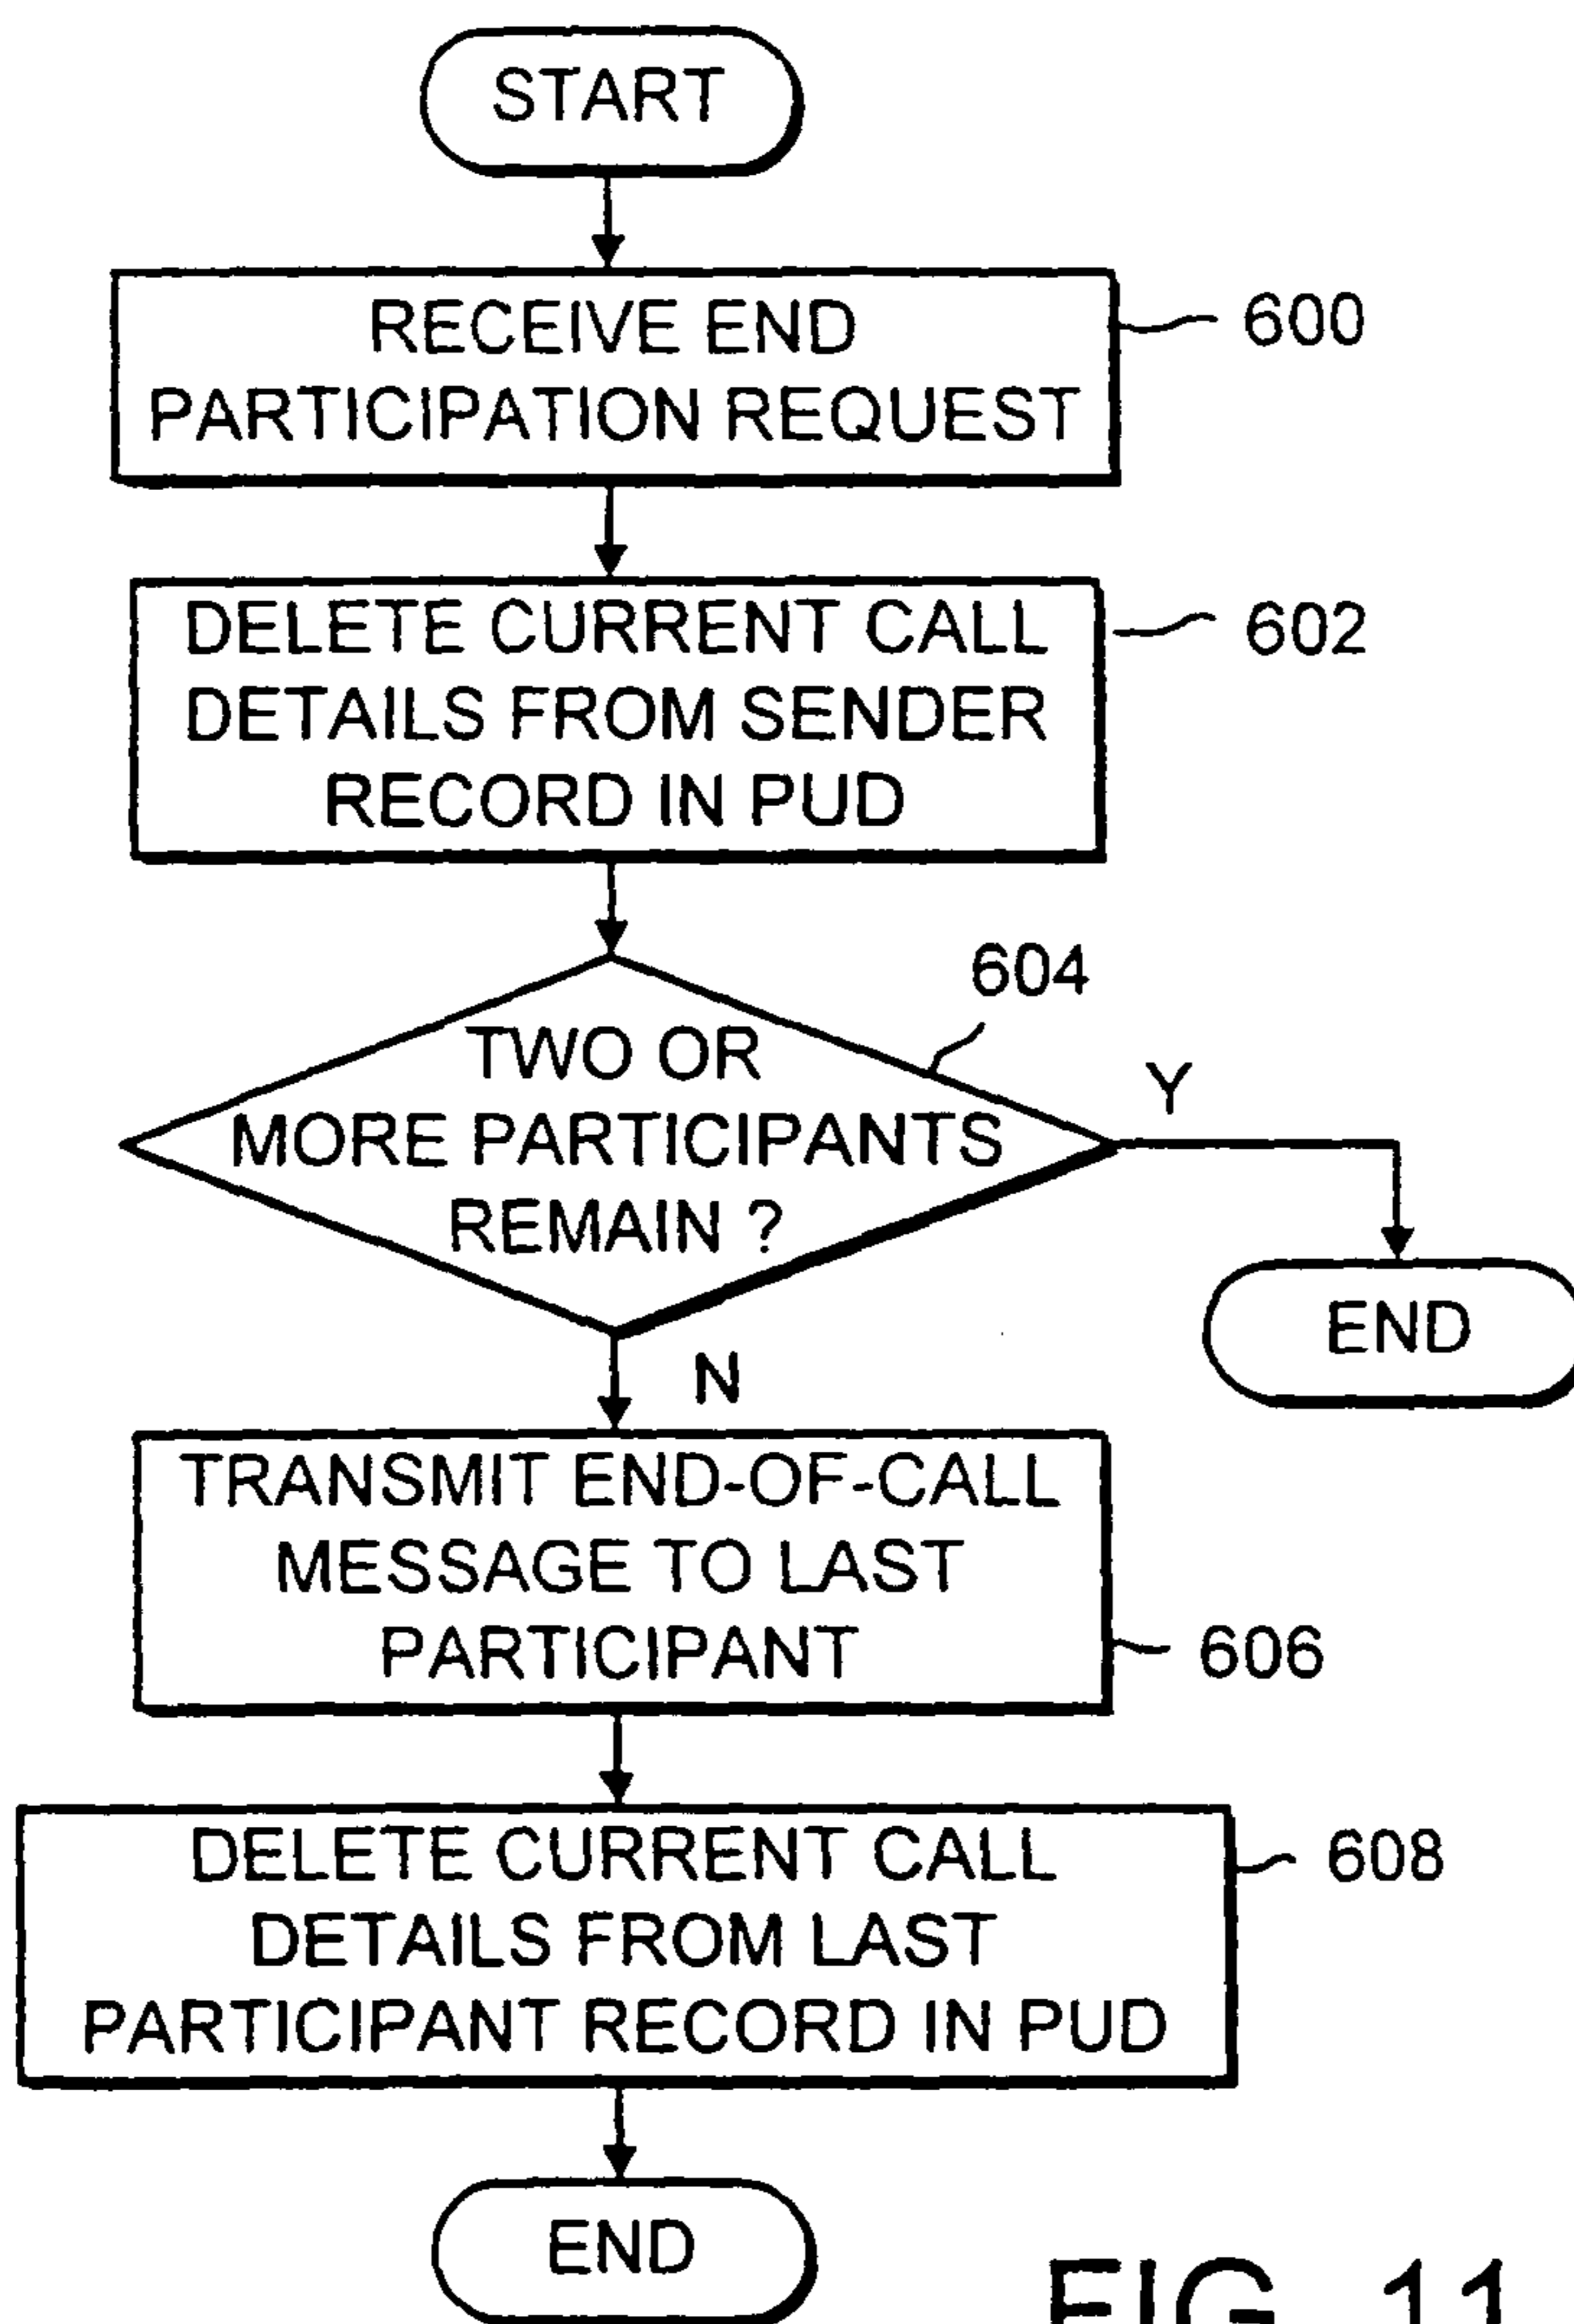 START
RECEIVE END
PARTICIPATION REQUEST
600
DELETE CURRENT CALL
DETAILS FROM SENDER
RECORD IN PUD
602
604
TWO OR
MORE PARTICIPANTS
REMAIN ?
Y
END
N
TRANSMIT END-OF-CALL
MESSAGE TO LAST
PARTICIPANT
606
DELETE CURRENT CALL
DETAILS FROM LAST
PARTICIPANT RECORD IN PUD
608
END
FIG. 11